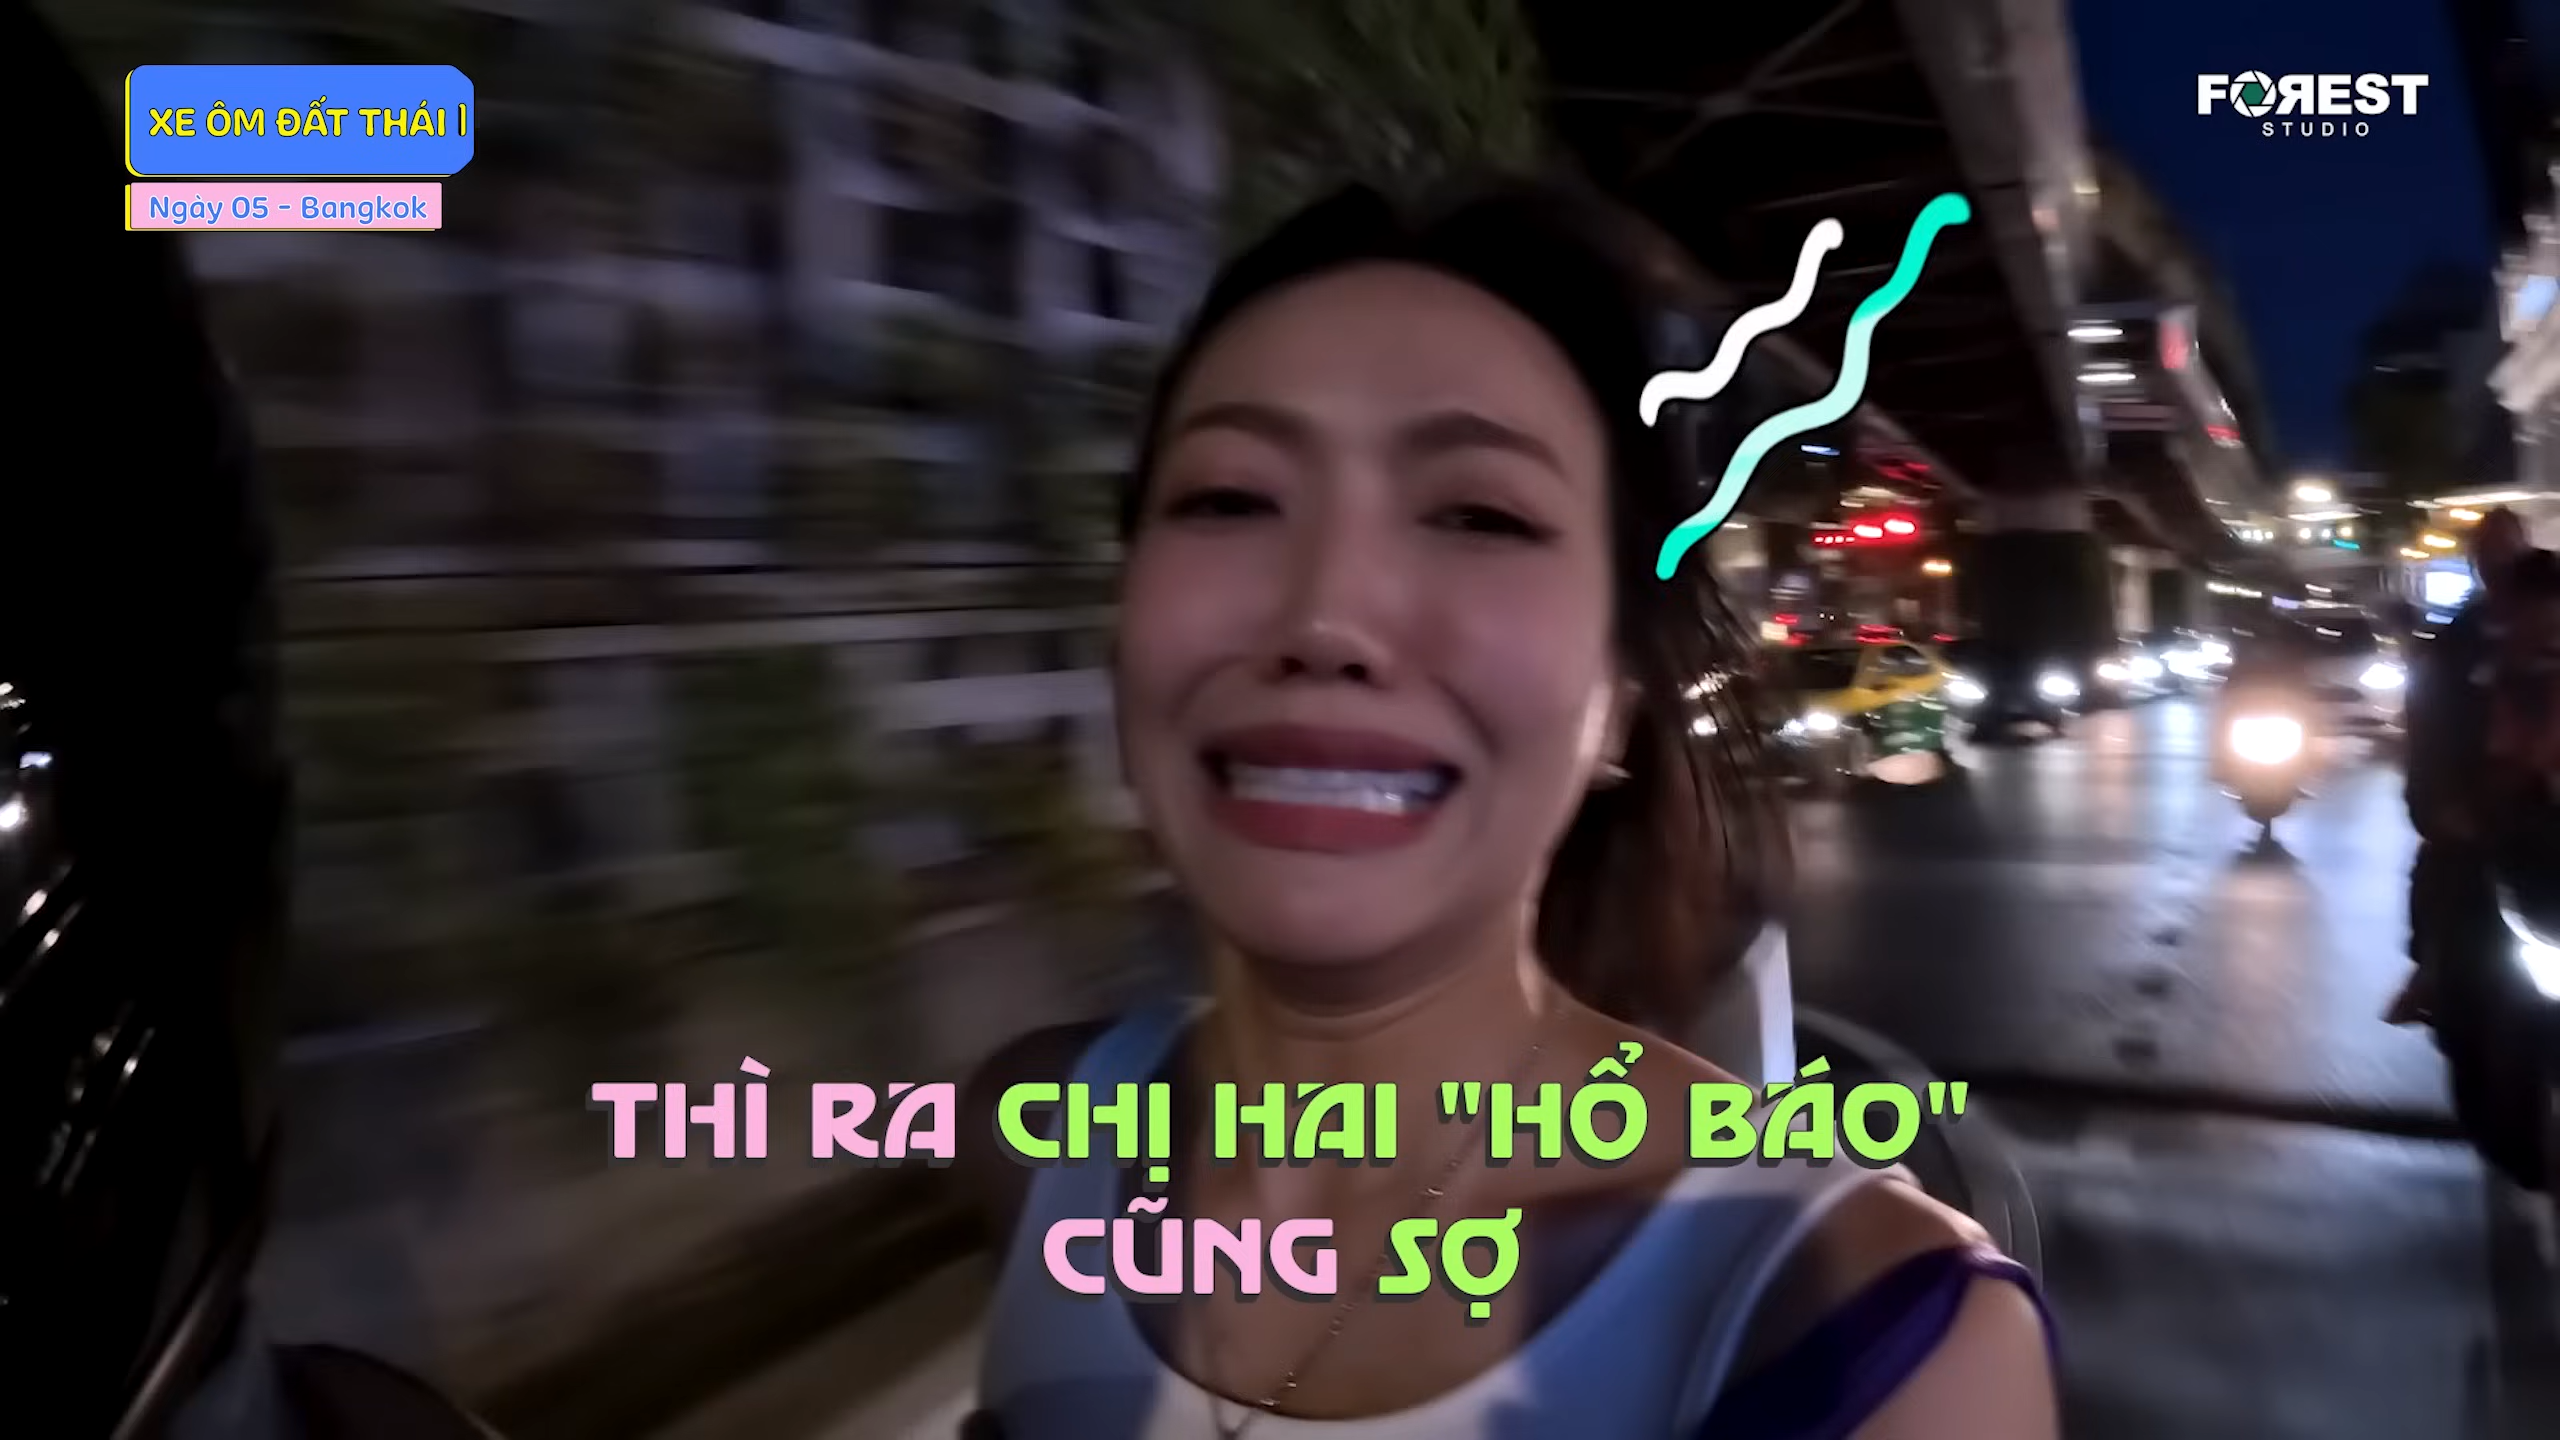 XE ÔM ĐẤT THÁI
Ngày 05 - Bangkok
FOREST
STUDIO
THÌ RA CHỊ HAI "HỔ BÁO"
CŨNG SỢ